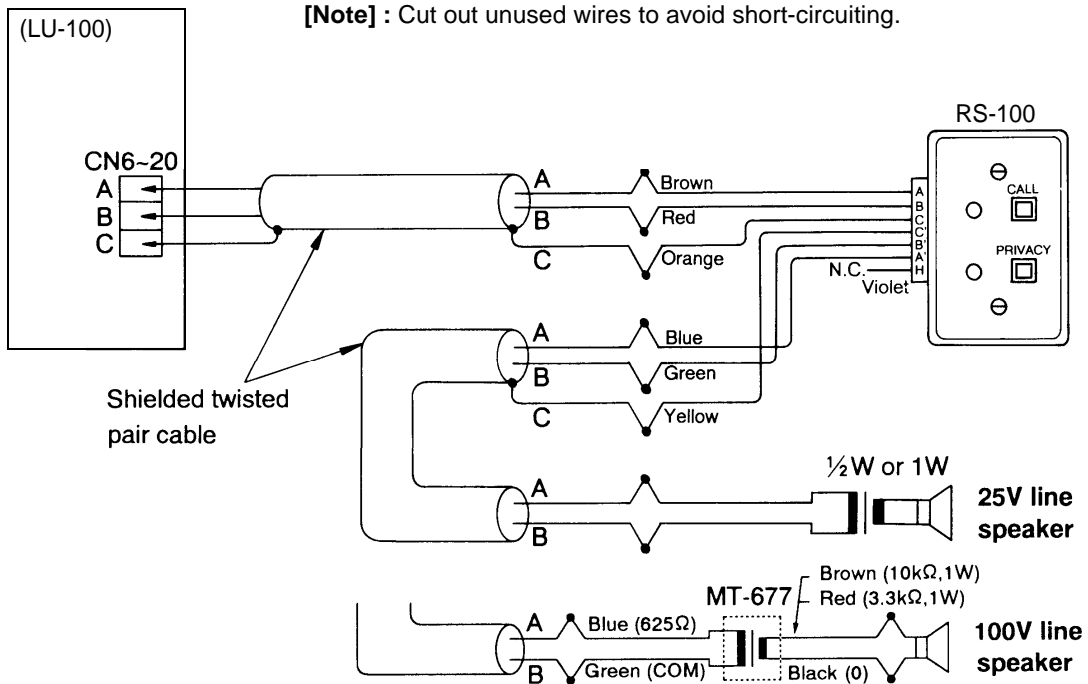 [Note] : Cut out unused wires to avoid short-circuiting.
(LU-100)
RS-100
CN6~20
A
B
C
A
B
C
Brown
Red
Orange
A
B
C
C'
B'
A'
H
CALL
PRIVACY
N.C.
Violet
Shielded twisted
pair cable
A
B
C
Blue
Green
Yellow
A
B
½W or 1W
25V line
speaker
A
B
Blue (625Ω)
Green (COM)
MT-677
Brown (10kΩ,1W)
Red (3.3kΩ,1W)
Black (0)
100V line
speaker